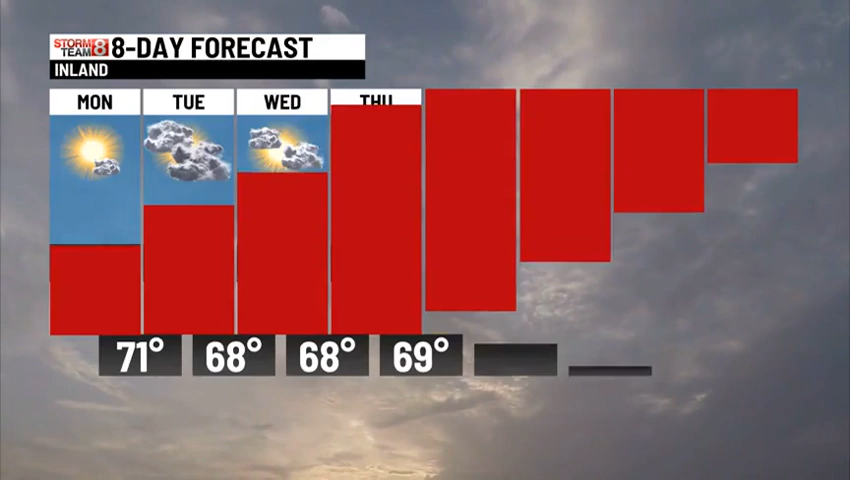 STORM TEAM 8 8-DAY FORECAST
INLAND
MON TUE WED THU
71° 68° 68° 69°